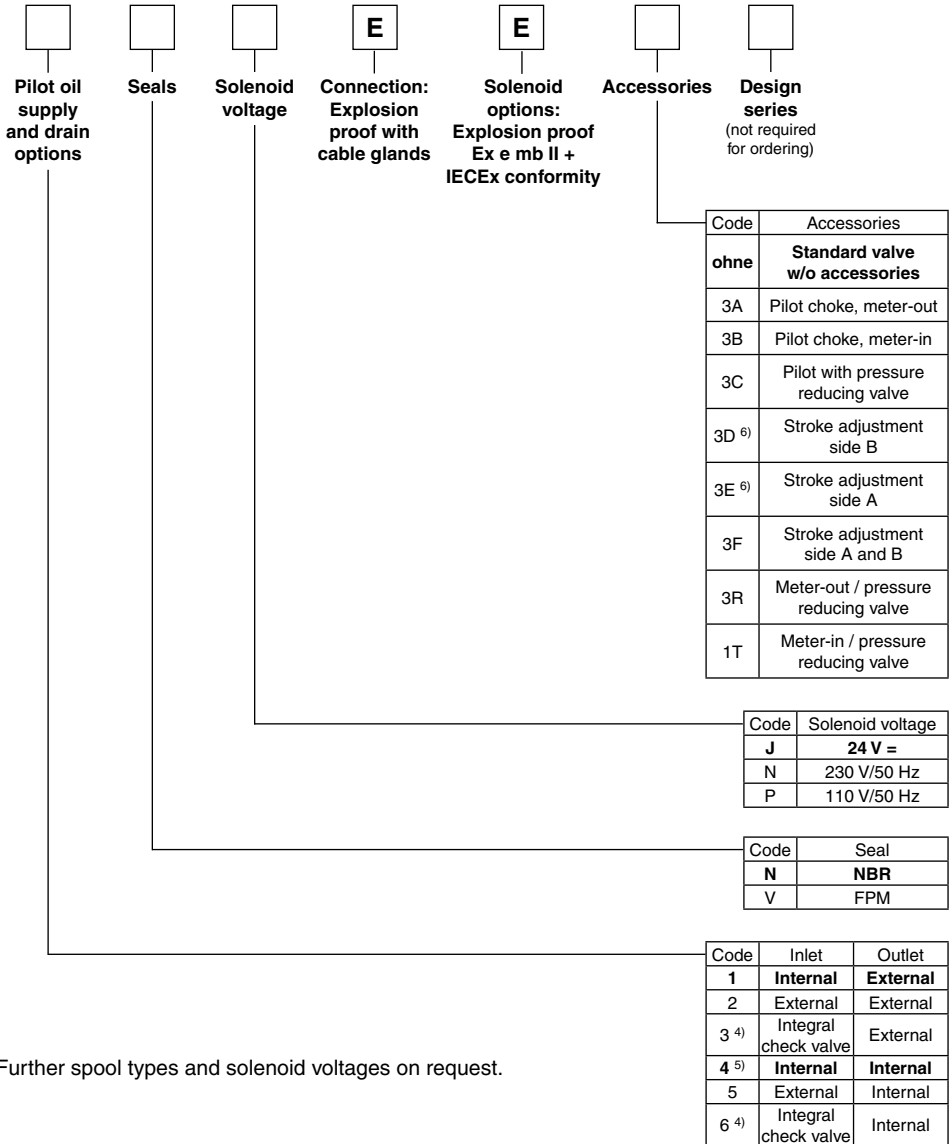 E E
Pilot oil supply and drain options
Seals
Solenoid voltage
Connection: Explosion proof with cable glands
Solenoid options: Explosion proof Ex e mb II + IECEx conformity
Accessories
Design series (not required for ordering)
Code Accessories
ohne Standard valve w/o accessories
3A Pilot choke, meter-out
3B Pilot choke, meter-in
3C Pilot with pressure reducing valve
3D 6) Stroke adjustment side B
3E 6) Stroke adjustment side A
3F Stroke adjustment side A and B
3R Meter-out / pressure reducing valve
1T Meter-in / pressure reducing valve
Code Solenoid voltage
J 24 V =
N 230 V/50 Hz
P 110 V/50 Hz
Code Seal
N NBR
V FPM
Code Inlet Outlet
1 Internal External
2 External External
3 4) Integral check valve External
4 5) Internal Internal
5 External Internal
6 4) Integral check valve Internal
Further spool types and solenoid voltages on request.